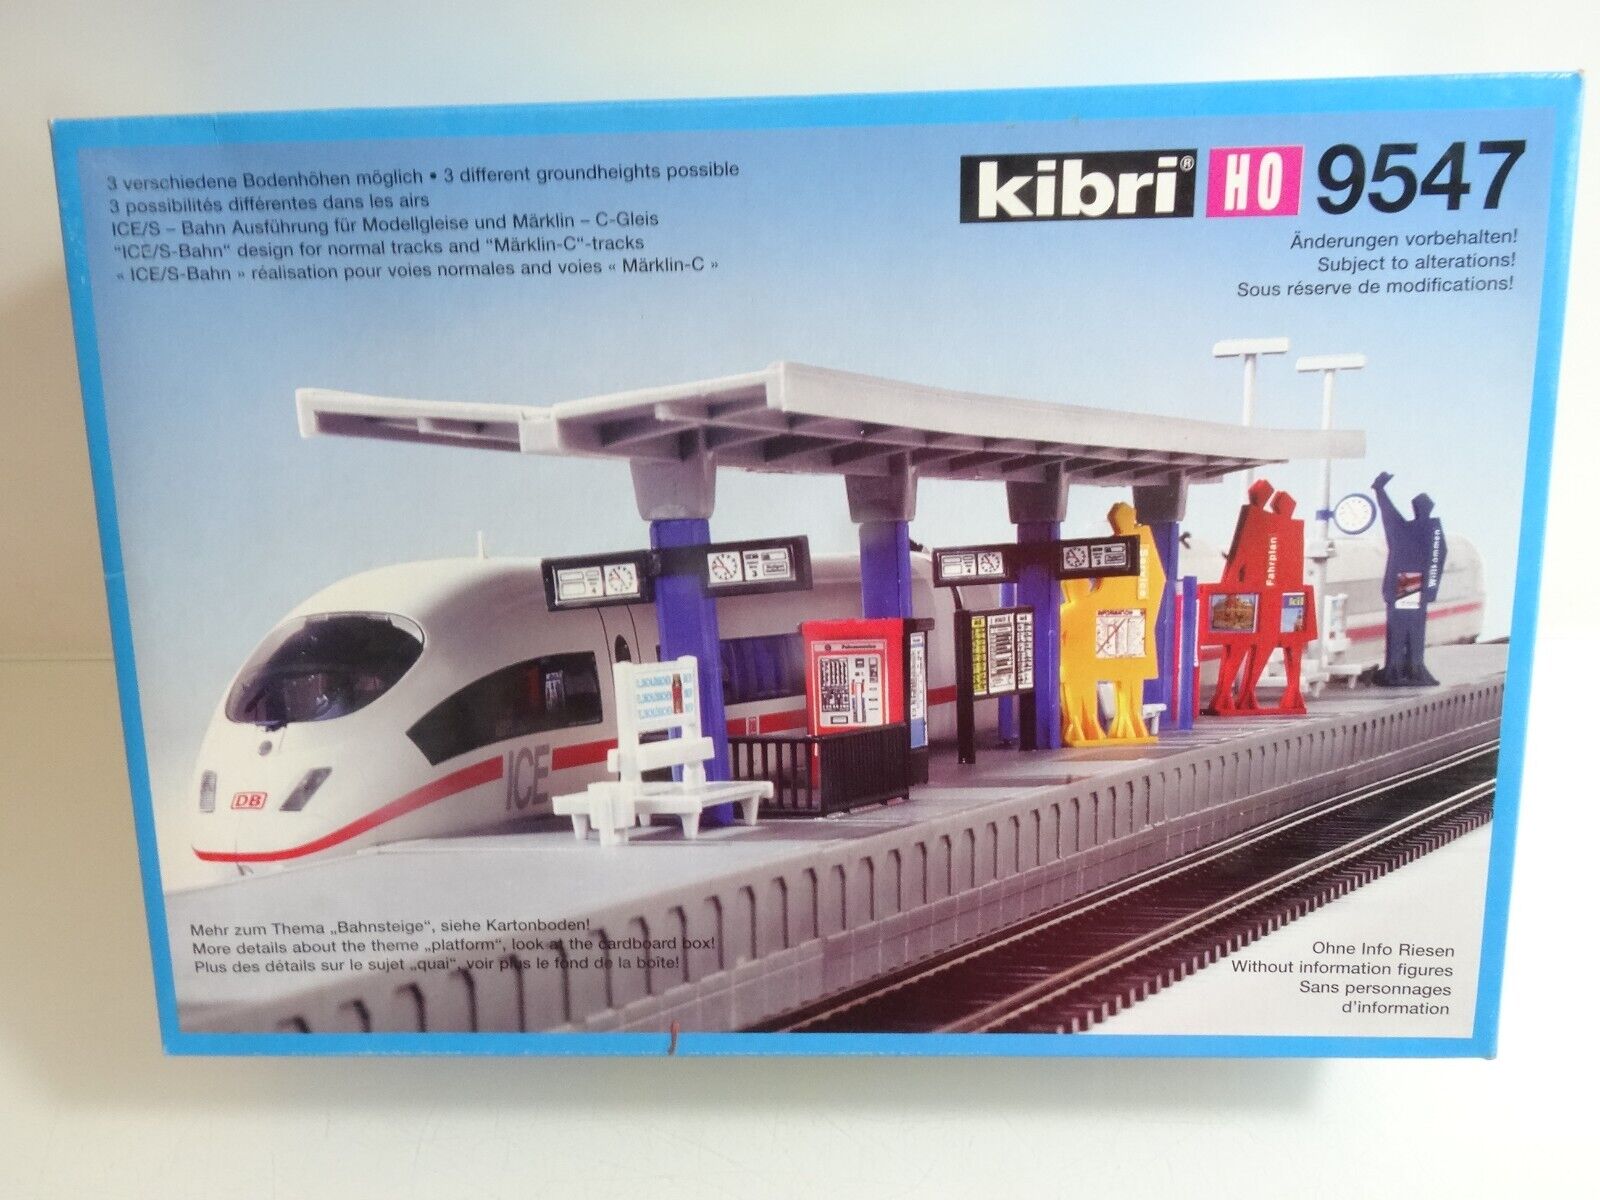 3 verschiedene Bodenhöhen möglich • 3 different groundheights possible
3 possibilités différentes dans les airs
ICE/S – Bahn Ausführung für Modellgleise und Märklin – C-Gleis
"ICE/S-Bahn" design for normal tracks and "Märklin-C"-tracks
« ICE/S-Bahn » réalisation pour voies normales and voies « Märklin-C »
kibri® H0 9547
Änderungen vorbehalten!
Subject to alterations!
Sous réserve de modifications!
Fahrplan
Willkommen
INFORMATION
ICE
DB
Mehr zum Thema „Bahnsteige“, siehe Kartonboden!
More details about the theme „platform“, look at the cardboard box!
Plus des détails sur le sujet „quai“, voir plus le fond de la boîte!
Ohne Info Riesen
Without information figures
Sans personnages
d'information